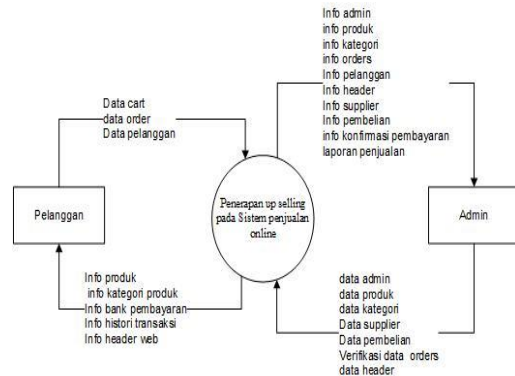 Info admin
info produk
info kategori
info orders
Info pelanggan
Info header
Info supplier
Info pembelian
info konfirmasi pembayaran
laporan penjualan
Data cart
data order
Data pelanggan
Pelanggan
Penerapan up selling
pada Sistem penjualan
online
Admin
Info produk
info kategori produk
Info bank pembayaran
Info histori transaksi
Info header web
data admin
data produk
data kategori
Data supplier
Data pembelian
Verifikasi data orders
data header